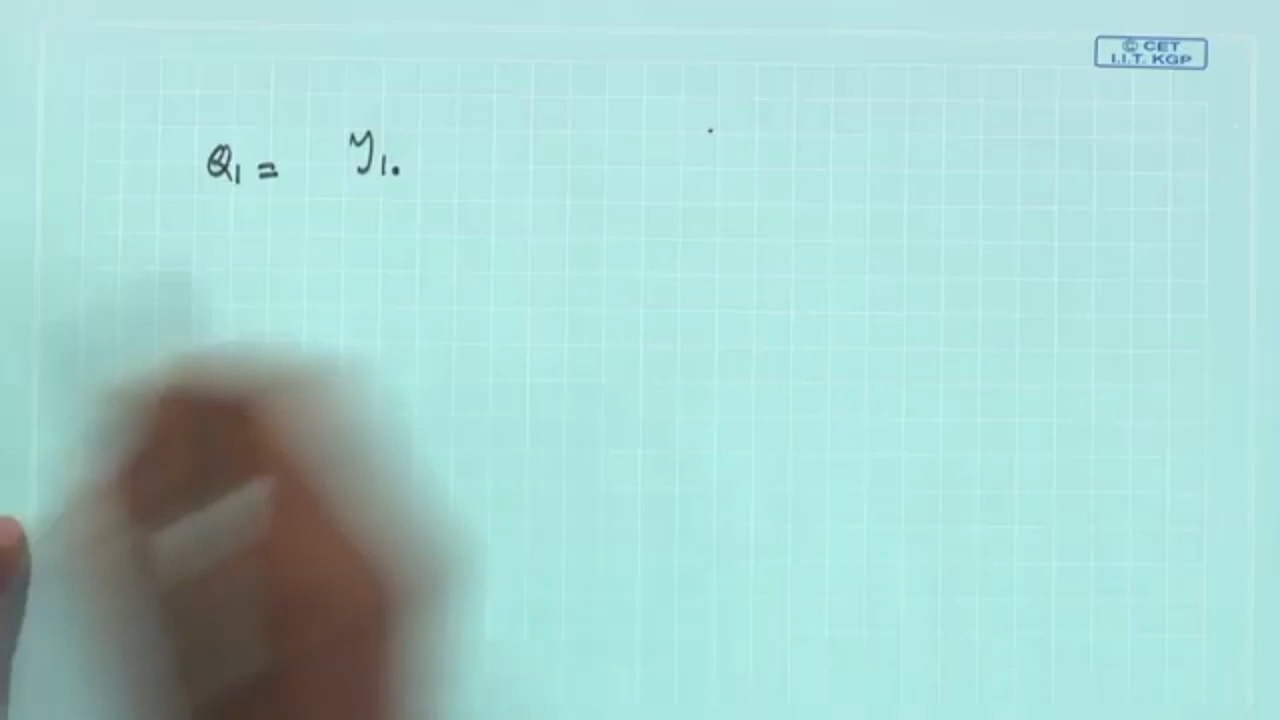 © CET
I.I.T. KGP
Q1 = y1.